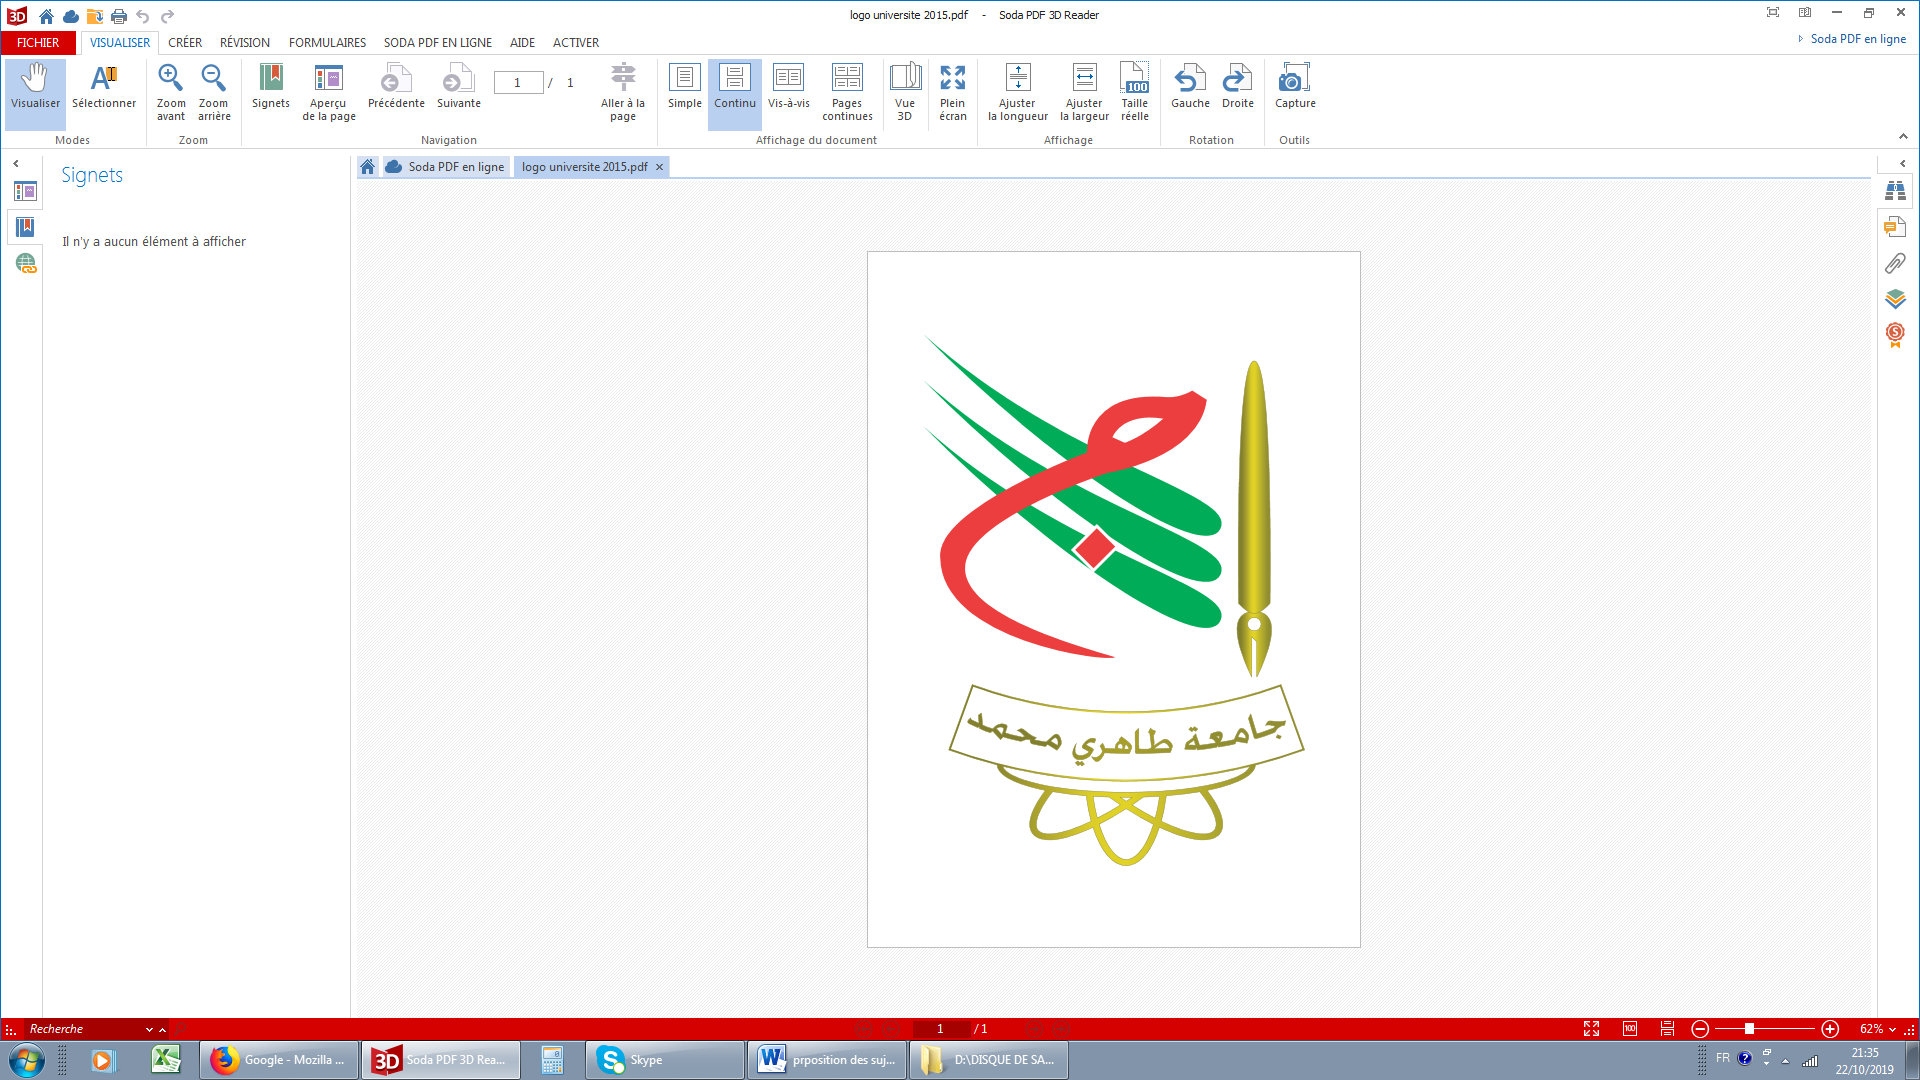 logo universite 2015.pdf - Soda PDF 3D Reader
FICHIER VISUALISER CRÉER RÉVISION FORMULAIRES SODA PDF EN LIGNE AIDE ACTIVER
Soda PDF en ligne
Visualiser Sélectionner Zoom avant Zoom arrière Signets Aperçu de la page Précédente Suivante 1 / 1 Aller à la page Simple Continu Vis-à-vis Pages continues Vue 3D Plein écran Ajuster la longueur Ajuster la largeur 100 Taille réelle Gauche Droite Capture
Modes Zoom Navigation Affichage du document Affichage Rotation Outils
Signets
Il n'y a aucun élément à afficher
Soda PDF en ligne logo universite 2015.pdf
جامعة طاهري محمد
Recherche 1 / 1 100 62%
Google - Mozilla ... 3D Soda PDF 3D Rea... Skype prposition des suj... D:\DISQUE DE SA...
FR 21:35
22/10/2019